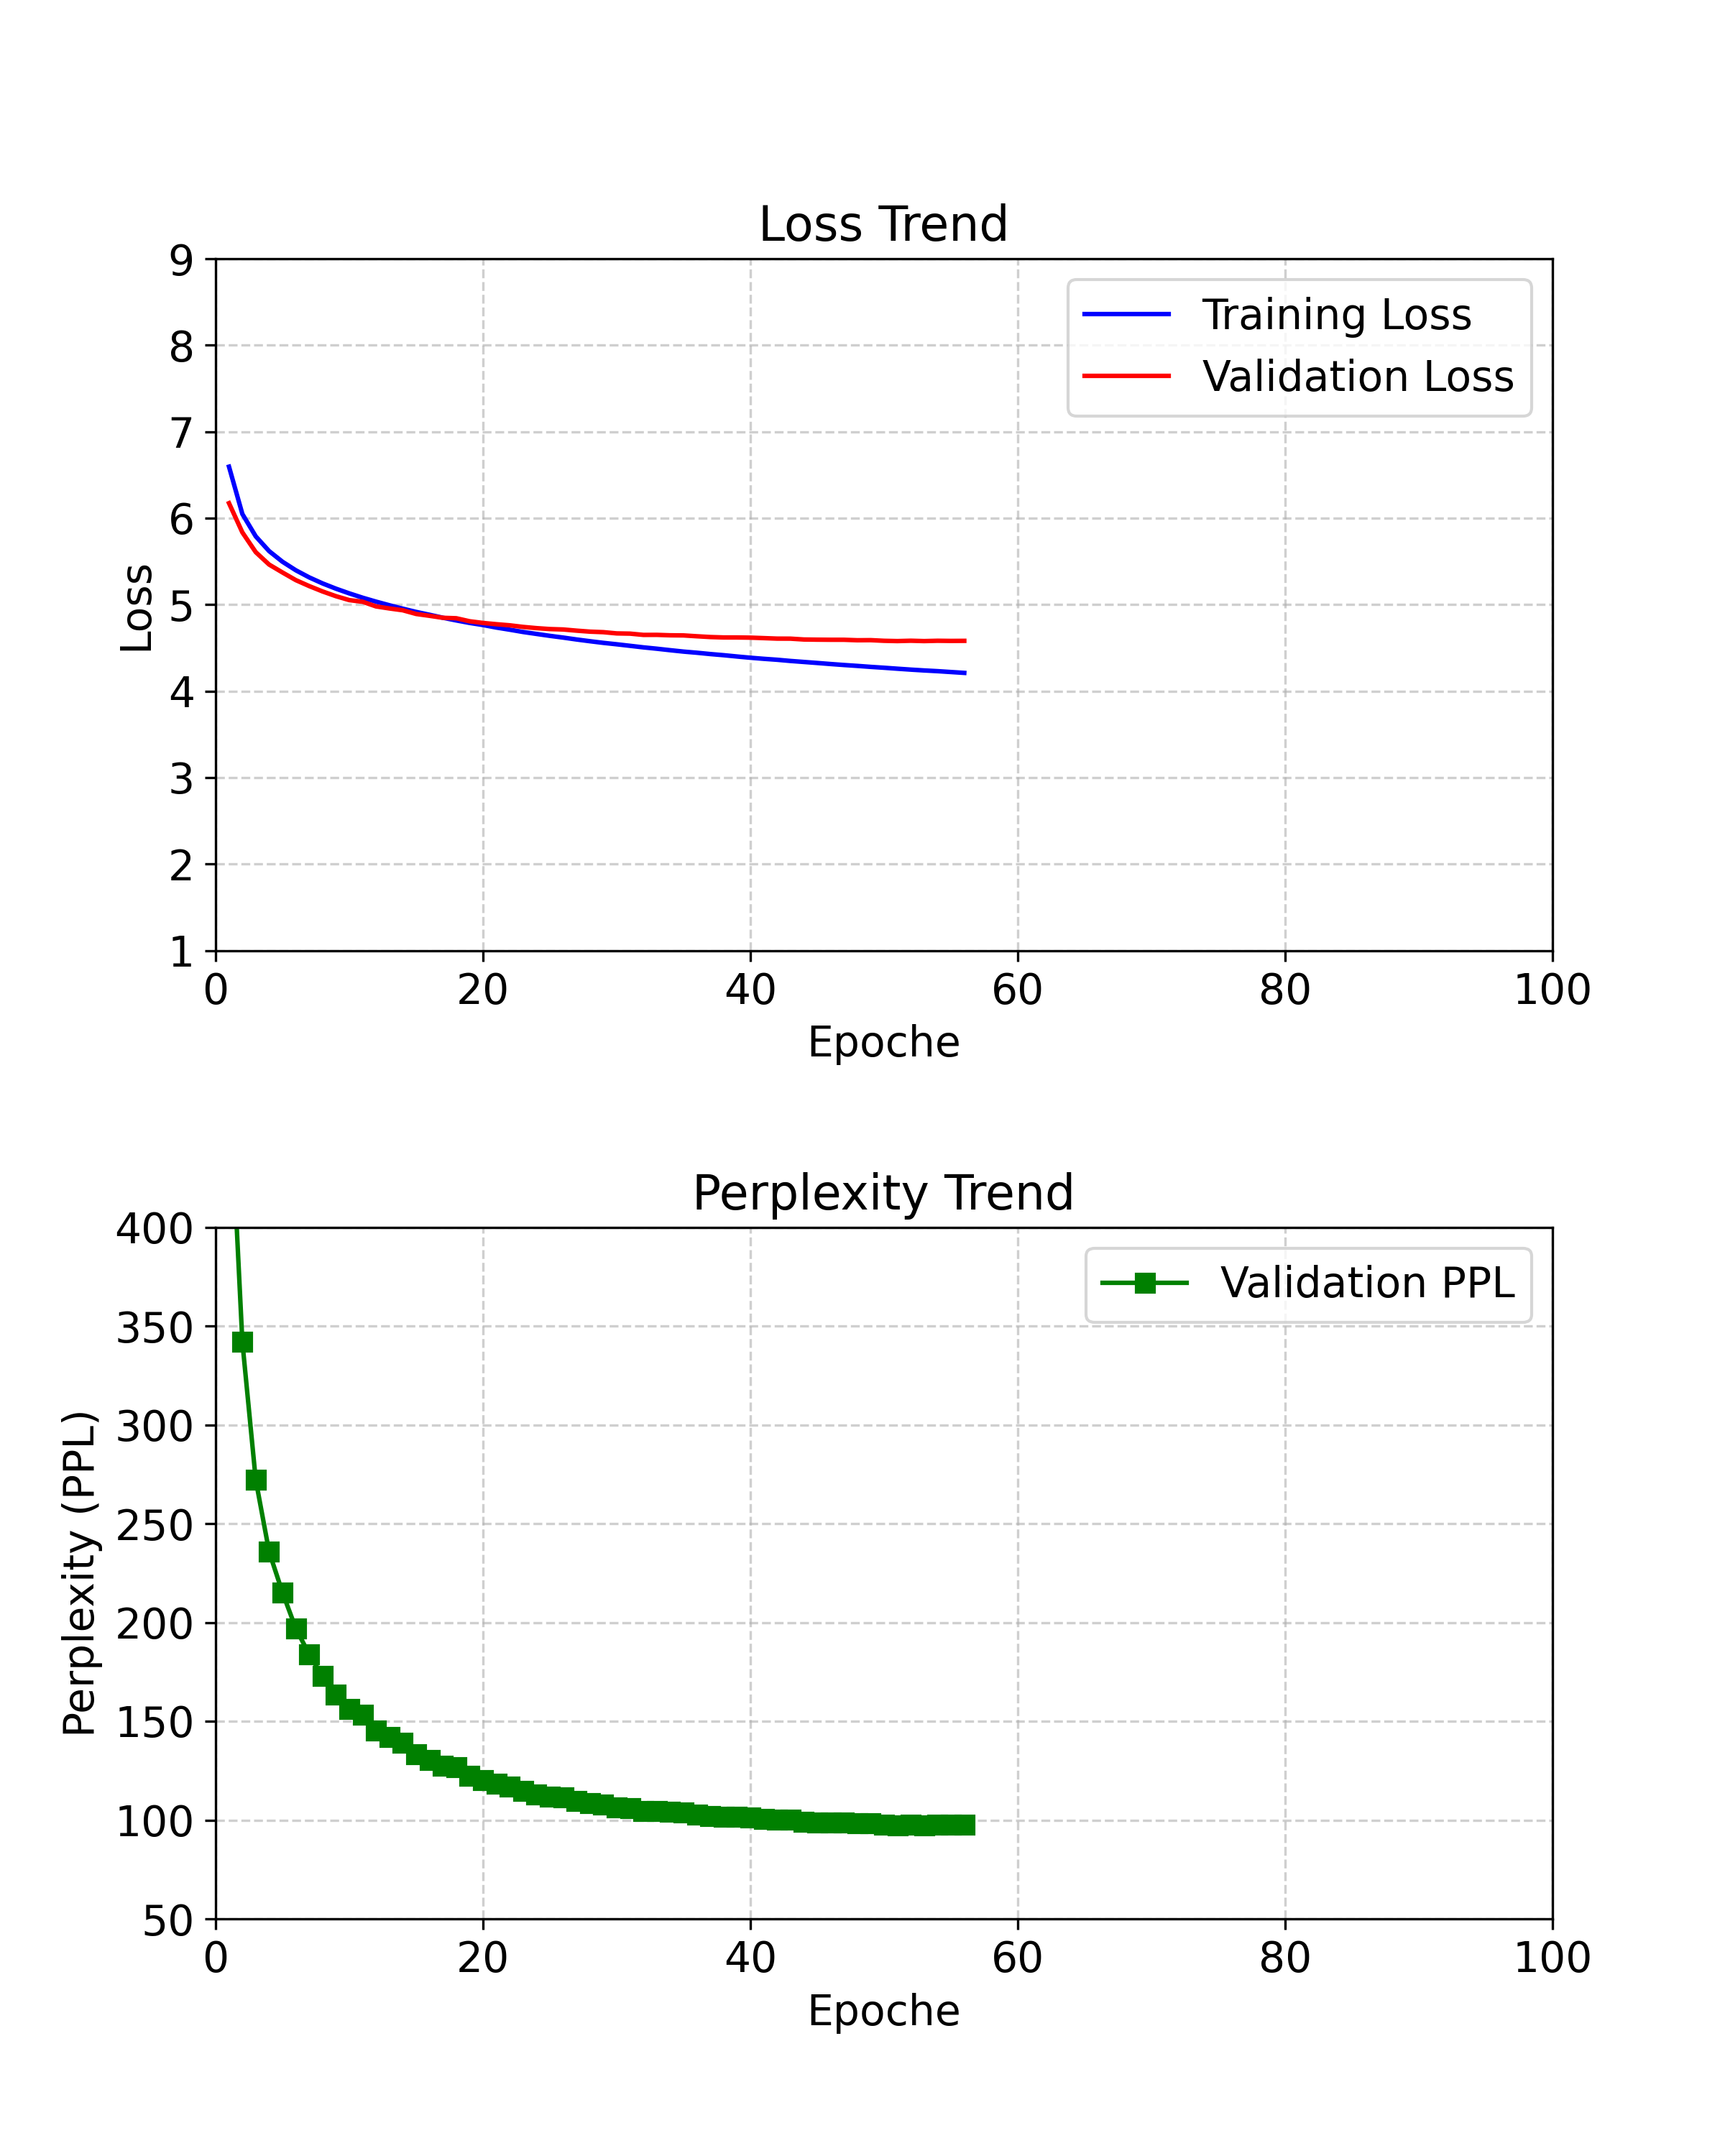 Loss Trend
9
8
7
6
5
4
3
2
1
Loss
Training Loss
Validation Loss
0 20 40 60 80 100
Epoche
Perplexity Trend
400
350
300
250
200
150
100
50
Perplexity (PPL)
Validation PPL
0 20 40 60 80 100
Epoche